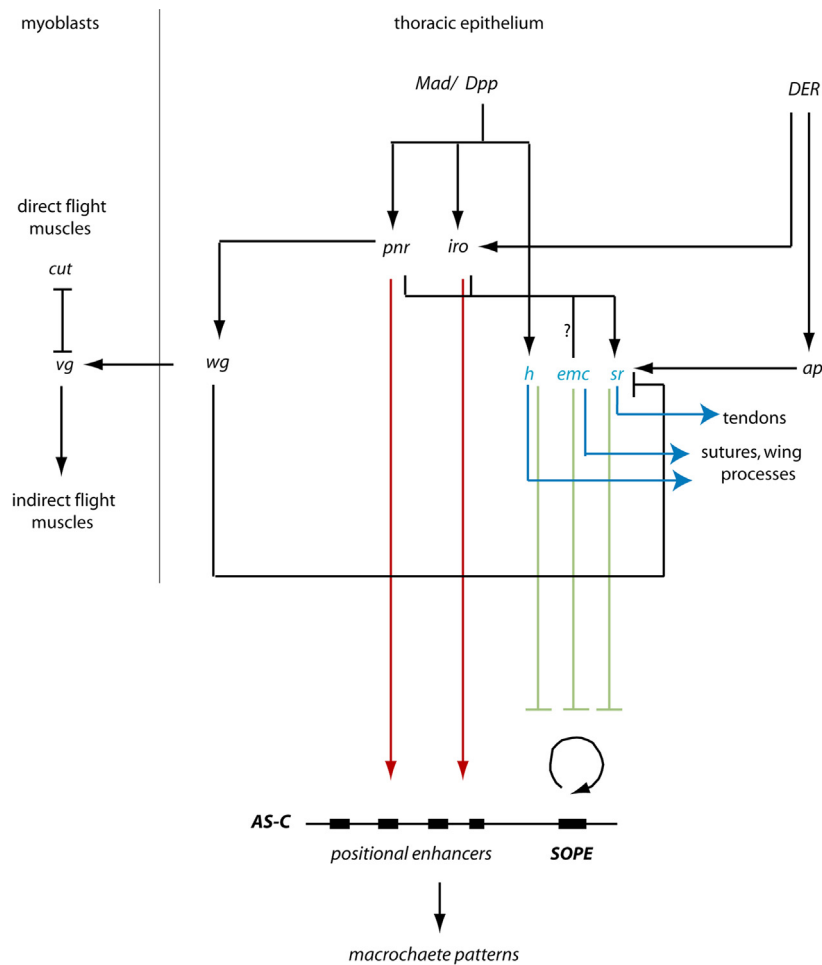 myoblasts
thoracic epithelium
Mad/ Dpp
DER
direct flight
muscles
pnr
iro
cut
?
vg
wg
h
emc
sr
ap
tendons
sutures, wing
processes
indirect flight
muscles
AS-C
positional enhancers
SOPE
macrochaete patterns